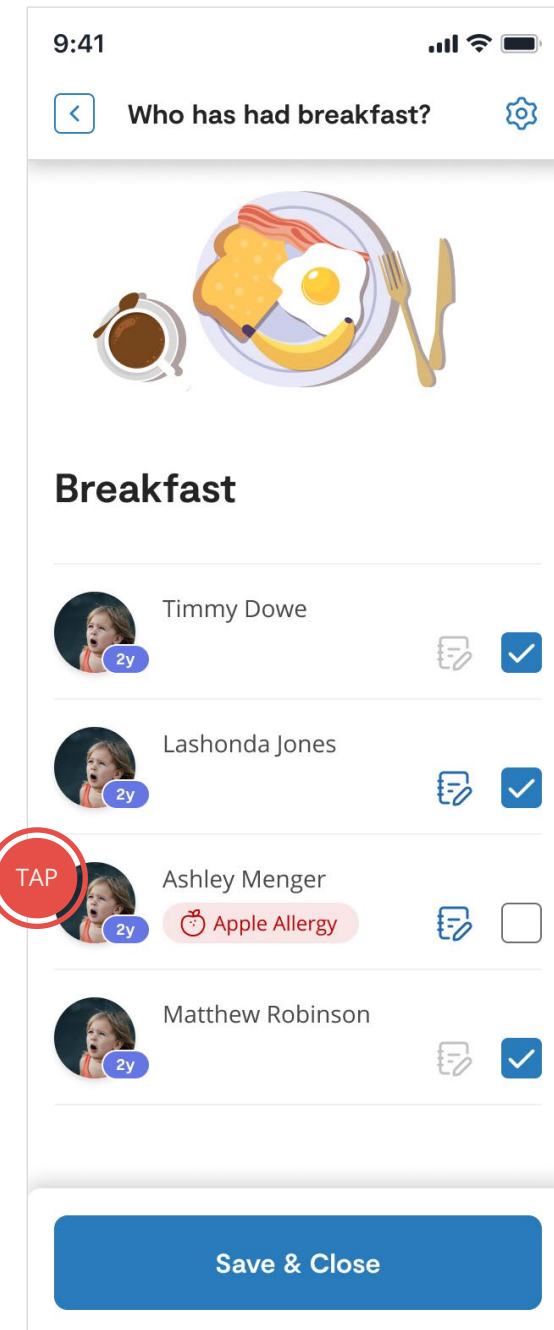 9:41
Who has had breakfast?
Breakfast
Timmy Dowe
2y
Lashonda Jones
2y
TAP
Ashley Menger
2y
Apple Allergy
Matthew Robinson
2y
Save & Close